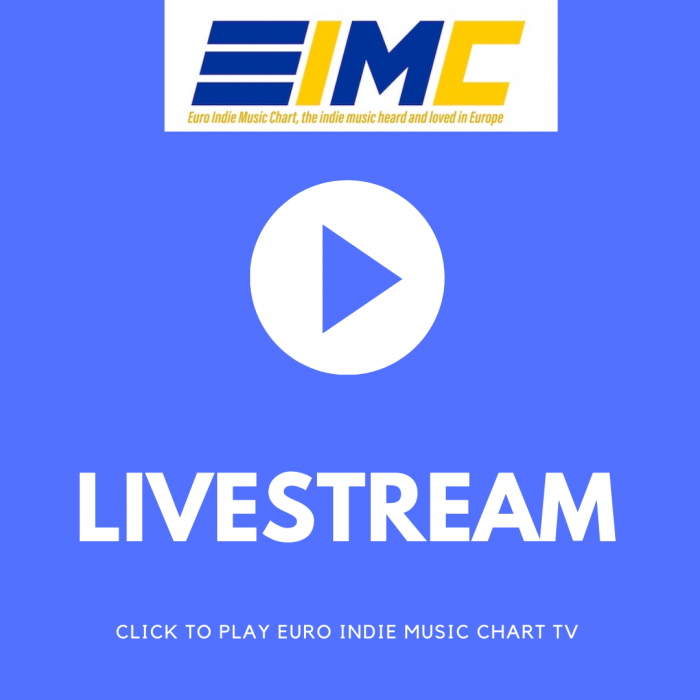 EIMC
Euro Indie Music Chart, the indie music heard and loved in Europe
LIVESTREAM
CLICK TO PLAY EURO INDIE MUSIC CHART TV